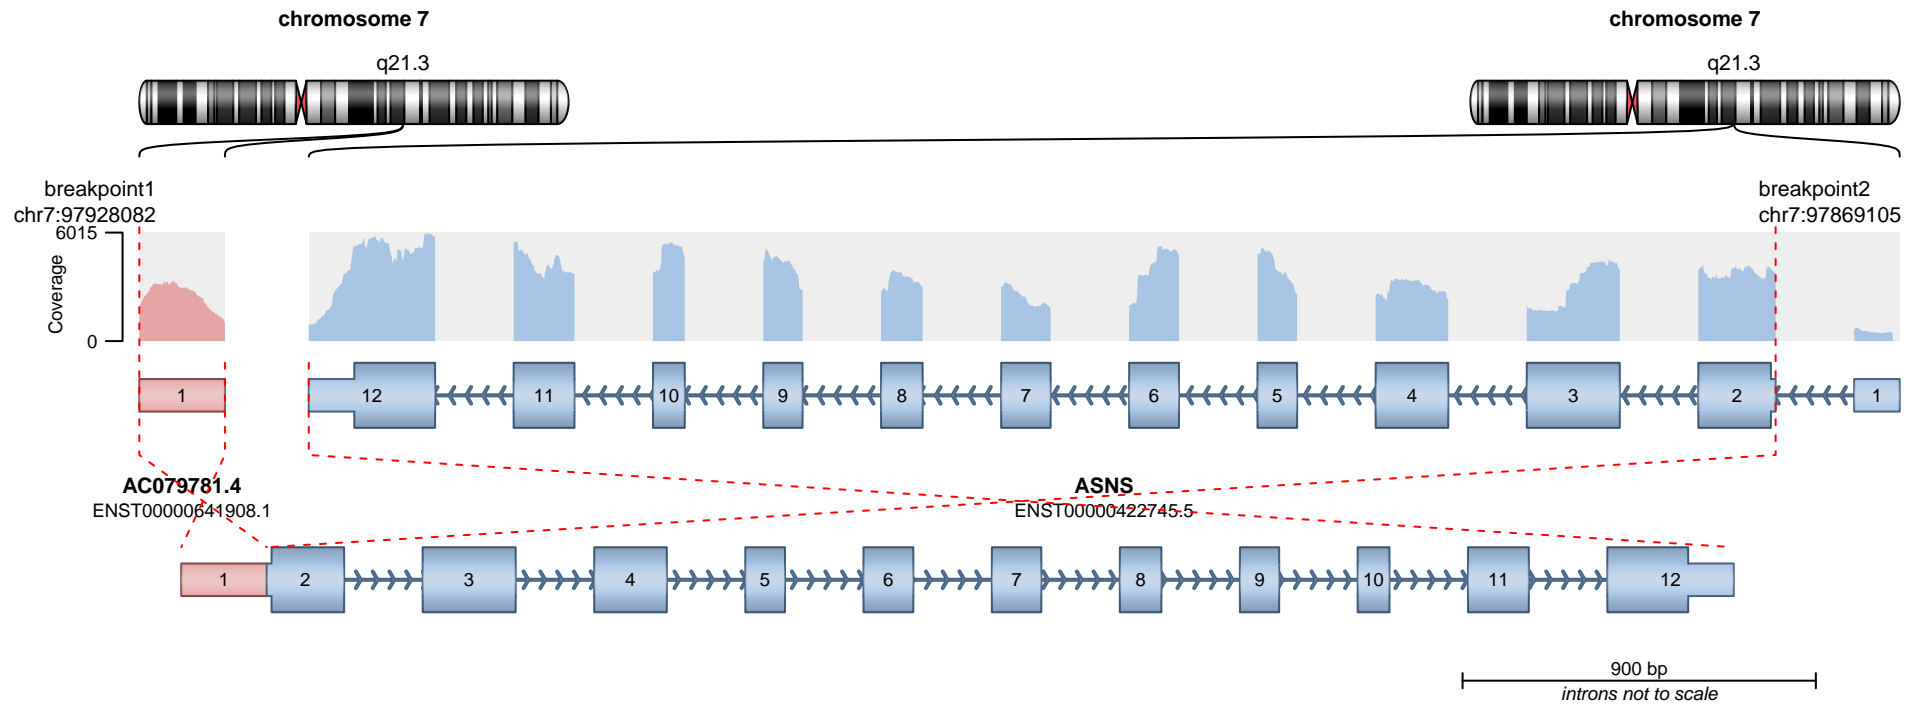 chromosome 7
chromosome 7
q21.3
q21.3
breakpoint1
chr7:97928082
breakpoint2
chr7:97869105
6015
Coverage
0
1
12
11
10
9
8
7
6
5
4
3
2
1
AC079781.4
ENST00000641908.1
ASNS
ENST00000422745.5
1
2
3
4
5
6
7
8
9
10
11
12
900 bp
introns not to scale